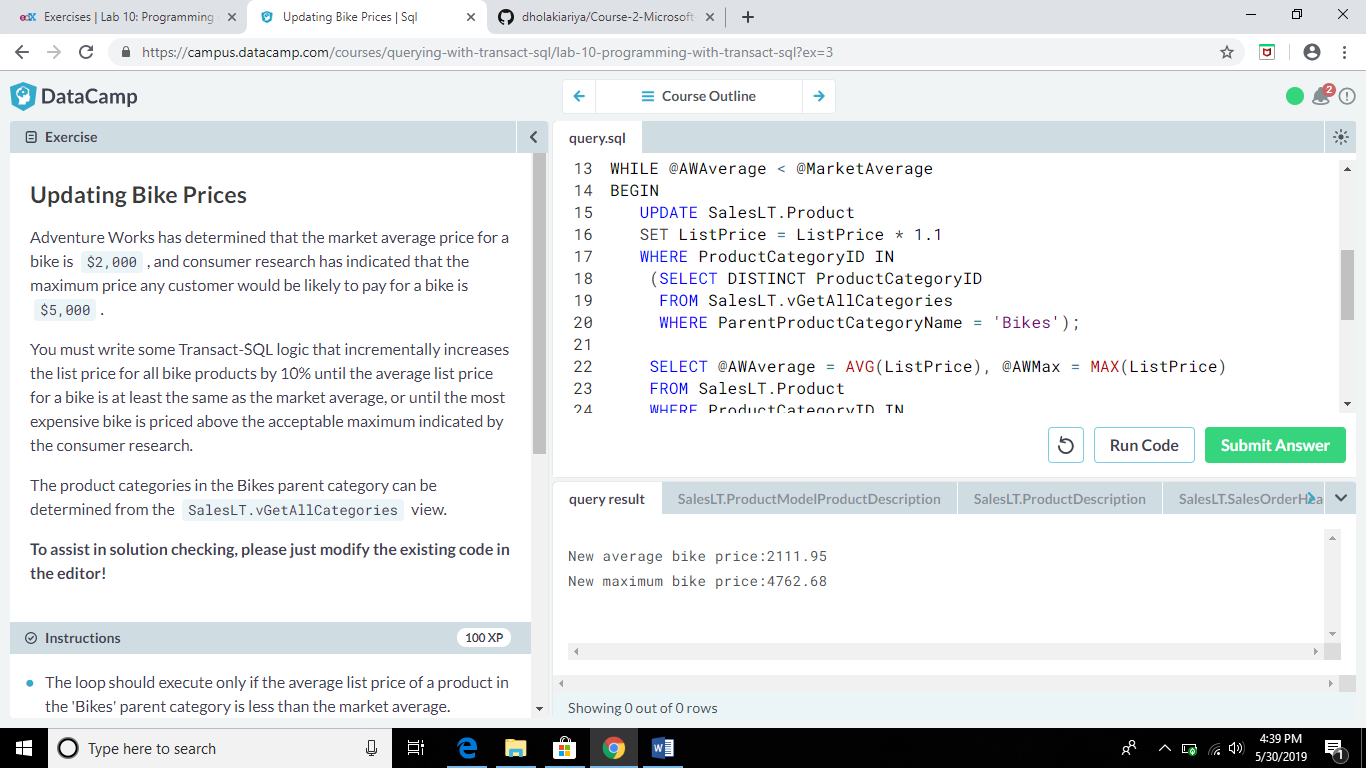 edX Exercises | Lab 10: Programming
Updating Bike Prices | Sql
dholakiariya/Course-2-Microsoft-
https://campus.datacamp.com/courses/querying-with-transact-sql/lab-10-programming-with-transact-sql?ex=3
DataCamp
Course Outline
2
Exercise
Updating Bike Prices
Adventure Works has determined that the market average price for a
bike is $2,000 , and consumer research has indicated that the
maximum price any customer would be likely to pay for a bike is
$5,000 .
You must write some Transact-SQL logic that incrementally increases
the list price for all bike products by 10% until the average list price
for a bike is at least the same as the market average, or until the most
expensive bike is priced above the acceptable maximum indicated by
the consumer research.
The product categories in the Bikes parent category can be
determined from the SalesLT.vGetAllCategories view.
To assist in solution checking, please just modify the existing code in
the editor!
Instructions
100 XP
The loop should execute only if the average list price of a product in
the 'Bikes' parent category is less than the market average.
query.sql
13 WHILE @AWAverage < @MarketAverage
14 BEGIN
15 UPDATE SalesLT.Product
16 SET ListPrice = ListPrice * 1.1
17 WHERE ProductCategoryID IN
18 (SELECT DISTINCT ProductCategoryID
19 FROM SalesLT.vGetAllCategories
20 WHERE ParentProductCategoryName = 'Bikes');
21
22 SELECT @AWAverage = AVG(ListPrice), @AWMax = MAX(ListPrice)
23 FROM SalesLT.Product
24 WHERE ProductCategoryID IN
Run Code
Submit Answer
query result
SalesLT.ProductModelProductDescription
SalesLT.ProductDescription
SalesLT.SalesOrderHea
New average bike price:2111.95
New maximum bike price:4762.68
Showing 0 out of 0 rows
Type here to search
4:39 PM
5/30/2019
1